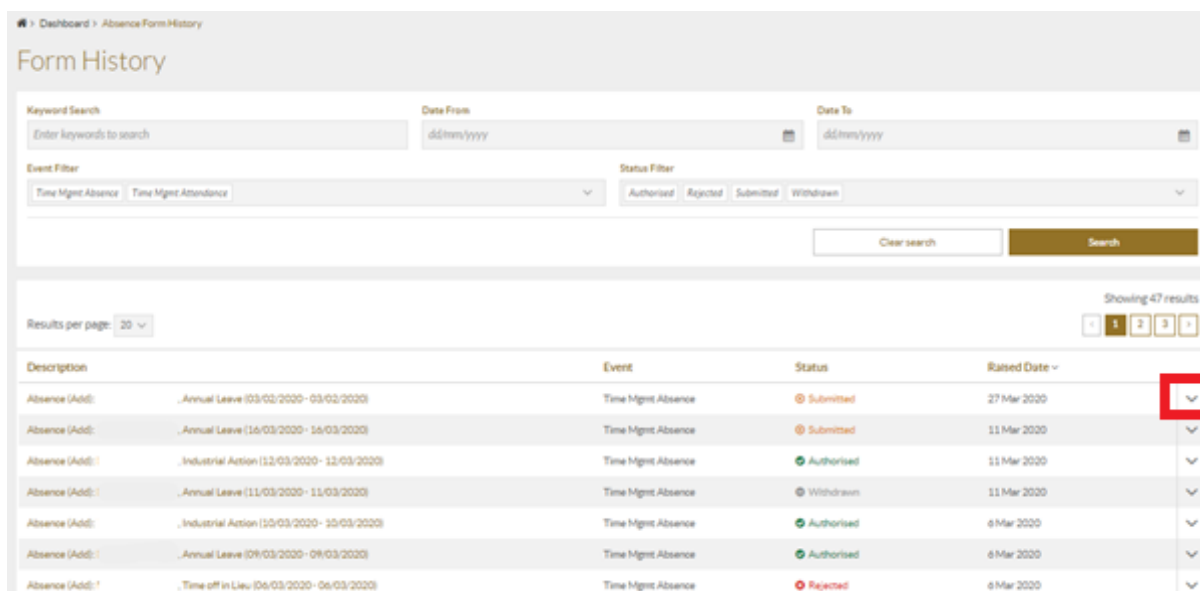 > Dashboard > Absence Form History
Form History
Keyword Search Date From Date To
Enter keywords to search dd/mm/yyyy dd/mm/yyyy
Event Filter Status Filter
Time Mgmt Absence Time Mgmt Attendance Authorised Rejected Submitted Withdrawn
Clear search Search
Showing 47 results
Results per page: 20 < 1 2 3 >
Description Event Status Raised Date
Absence (Add): , Annual Leave (03/02/2020 - 03/02/2020) Time Mgmt Absence Submitted 27 Mar 2020
Absence (Add): , Annual Leave (16/03/2020 - 16/03/2020) Time Mgmt Absence Submitted 11 Mar 2020
Absence (Add): , Industrial Action (12/03/2020 - 12/03/2020) Time Mgmt Absence Authorised 11 Mar 2020
Absence (Add): , Annual Leave (11/03/2020 - 11/03/2020) Time Mgmt Absence Withdrawn 11 Mar 2020
Absence (Add): , Industrial Action (10/03/2020 - 10/03/2020) Time Mgmt Absence Authorised 6 Mar 2020
Absence (Add): , Annual Leave (09/03/2020 - 09/03/2020) Time Mgmt Absence Authorised 6 Mar 2020
Absence (Add): , Time off in Lieu (06/03/2020 - 06/03/2020) Time Mgmt Absence Rejected 6 Mar 2020